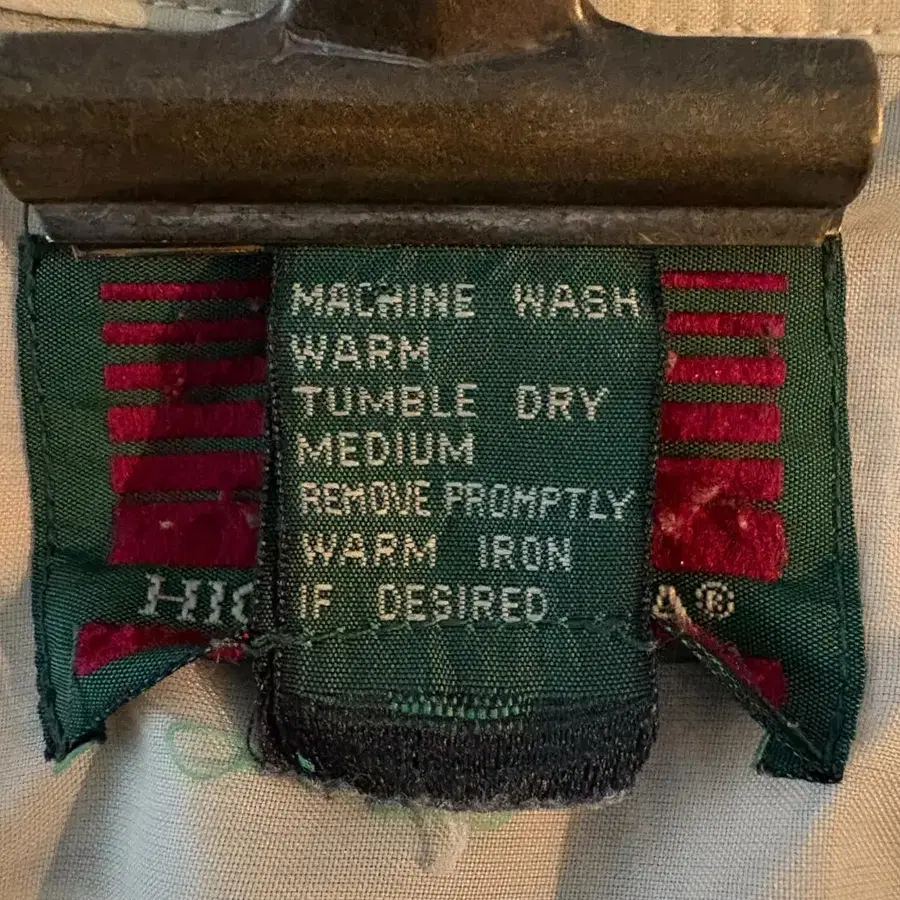 MACHINE WASH
WARM
TUMBLE DRY
MEDIUM
REMOVE PROMPTLY
WARM IRON
IF DESIRED